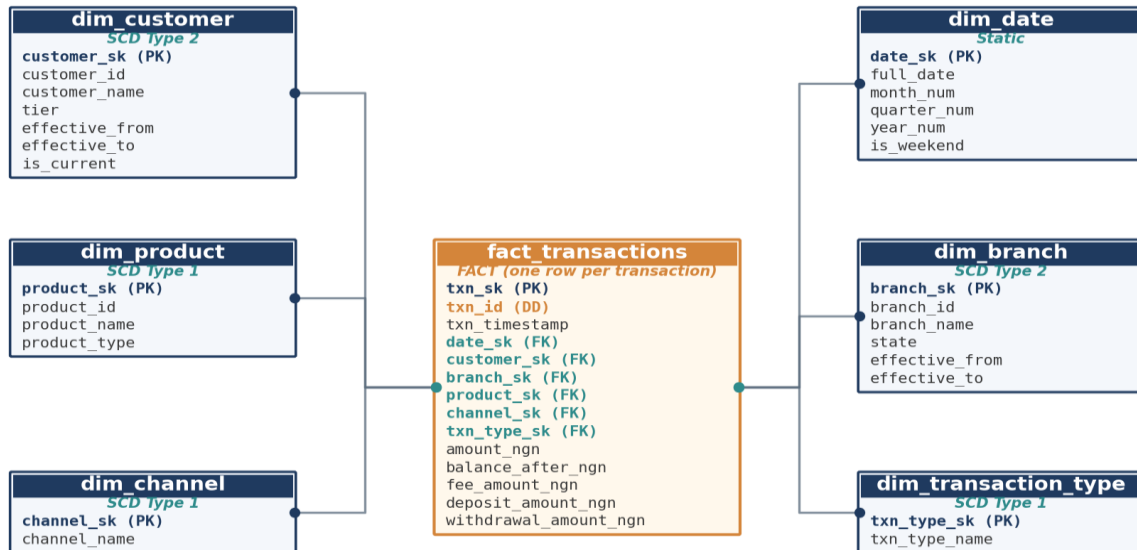 dim_customer
SCD Type 2
customer_sk (PK)
customer_id
customer_name
tier
effective_from
effective_to
is_current
dim_date
Static
date_sk (PK)
full_date
month_num
quarter_num
year_num
is_weekend
dim_product
SCD Type 1
product_sk (PK)
product_id
product_name
product_type
fact_transactions
FACT (one row per transaction)
txn_sk (PK)
txn_id (DD)
txn_timestamp
date_sk (FK)
customer_sk (FK)
branch_sk (FK)
product_sk (FK)
channel_sk (FK)
txn_type_sk (FK)
amount_ngn
balance_after_ngn
fee_amount_ngn
deposit_amount_ngn
withdrawal_amount_ngn
dim_branch
SCD Type 2
branch_sk (PK)
branch_id
branch_name
state
effective_from
effective_to
dim_channel
SCD Type 1
channel_sk (PK)
channel_name
dim_transaction_type
SCD Type 1
txn_type_sk (PK)
txn_type_name